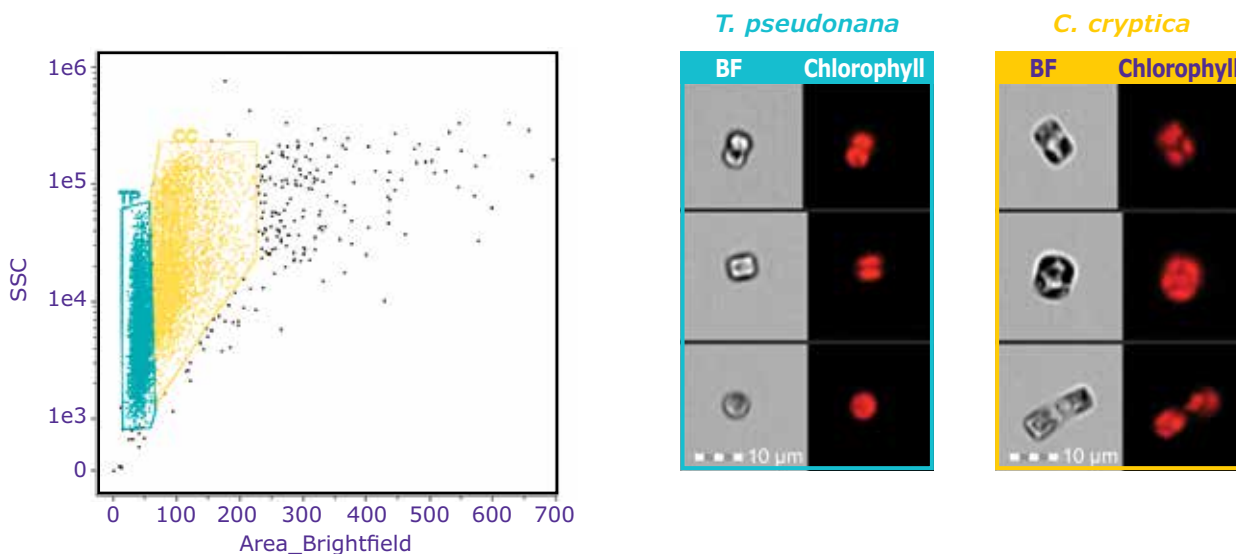 T. pseudonana
C. cryptica
BF Chlorophyll
BF Chlorophyll
1e6
1e5
1e4
1e3
0
SSC
CC
TP
0 100 200 300 400 500 600 700
Area_Brightfield
10 µm
10 µm